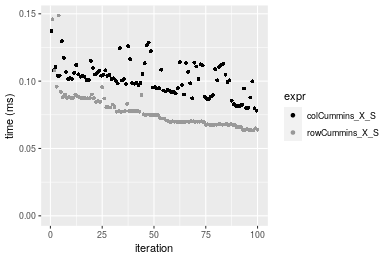 0.15
0.10
0.05
0.00
time (ms)
0
25
50
75
100
iteration
expr
colCummins_X_S
rowCummins_X_S